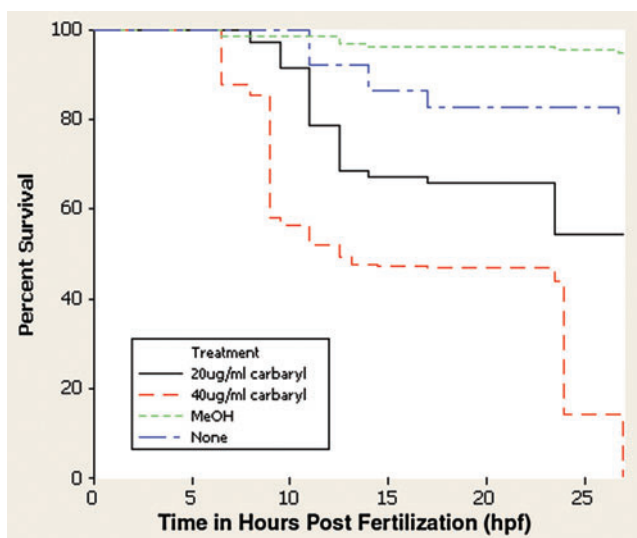 100
80
60
40
20
0
Percent Survival
Treatment
20ug/ml carbaryl
40ug/ml carbaryl
MeOH
None
0 5 10 15 20 25
Time in Hours Post Fertilization (hpf)